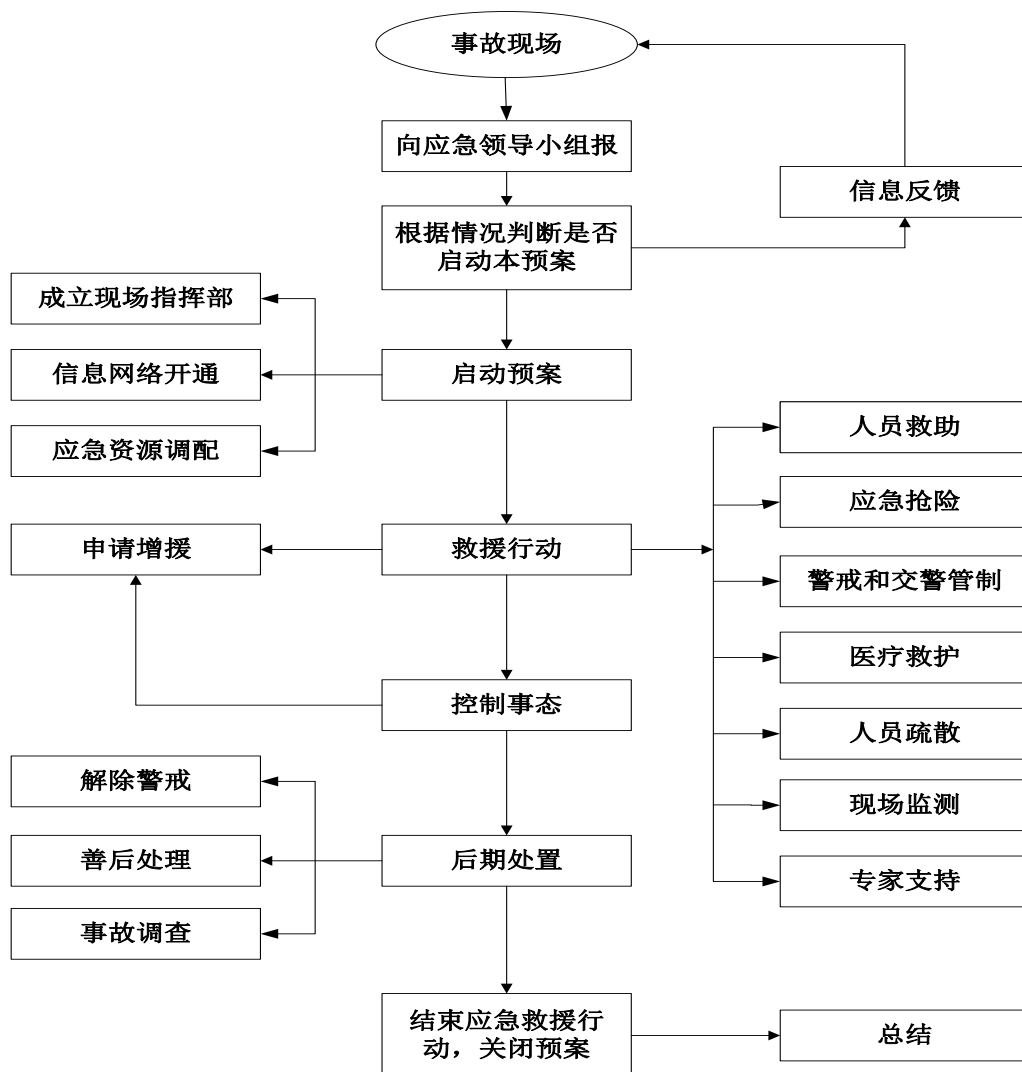 事故现场
向应急领导小组报
信息反馈
根据情况判断是否
启动本预案
成立现场指挥部
信息网络开通
启动预案
应急资源调配
人员救助
应急抢险
申请增援
救援行动
警戒和交警管制
医疗救护
控制事态
人员疏散
解除警戒
现场监测
善后处理
后期处置
专家支持
事故调查
结束应急救援行
动，关闭预案
总结